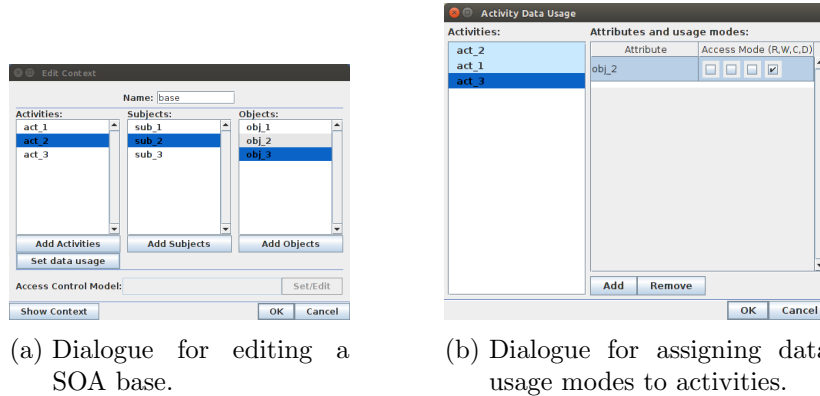 Edit Context
Name: base
Activities: Subjects: Objects:
act_1 sub_1 obj_1
act_2 sub_2 obj_2
act_3 sub_3 obj_3
Add Activities Add Subjects Add Objects
Set data usage
Access Control Model: Set/Edit
Show Context OK Cancel
(a) Dialogue for editing a
SOA base.
Activity Data Usage
Activities: Attributes and usage modes:
act_2 Attribute Access Mode (R,W,C,D)
act_1 obj_2
act_3
Add Remove
OK Cancel
(b) Dialogue for assigning data
usage modes to activities.